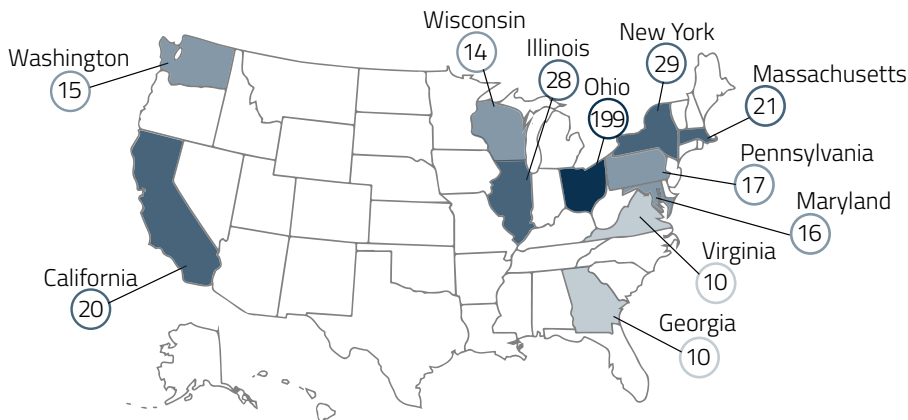 Wisconsin
14
Illinois
28
New York
29
Ohio
199
Massachusetts
21
Washington
15
Pennsylvania
17
Maryland
16
Virginia
10
California
20
Georgia
10